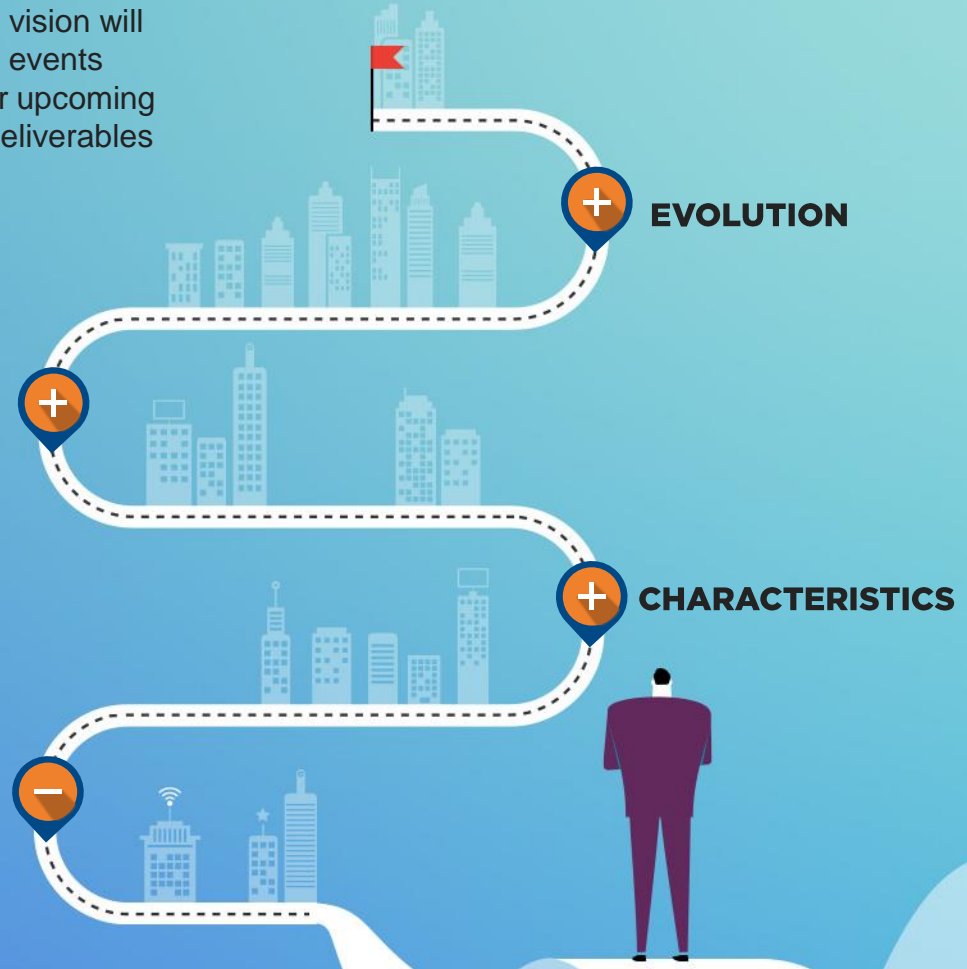 vision will
events
r upcoming
eliverables
EVOLUTION
CHARACTERISTICS